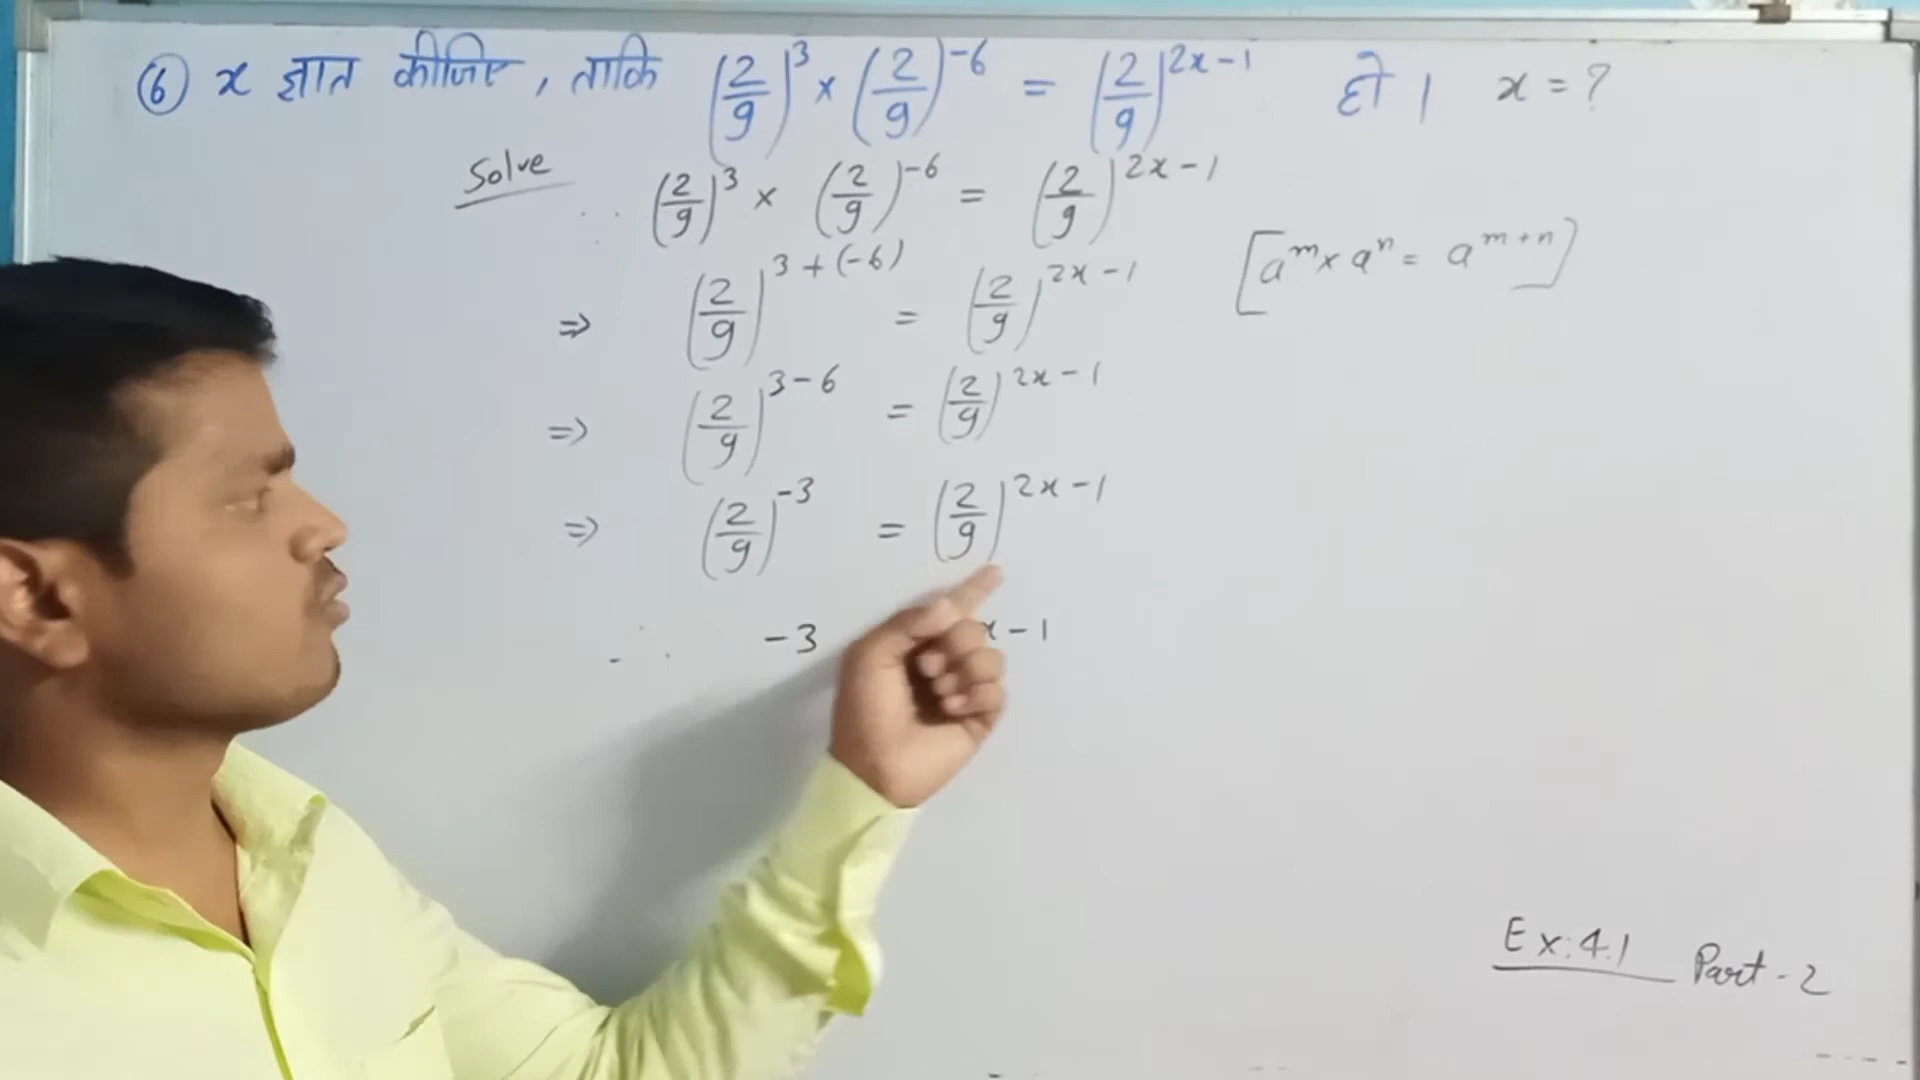 ⑥ x ज्ञात कीजिए, ताकि (2/9)^3 × (2/9)^-6 = (2/9)^2x-1 हो। x = ?
Solve
(2/9)^3 × (2/9)^-6 = (2/9)^2x-1
⇒ (2/9)^3+(-6) = (2/9)^2x-1 [a^m × a^n = a^m+n]
⇒ (2/9)^3-6 = (2/9)^2x-1
⇒ (2/9)^-3 = (2/9)^2x-1
-3 x-1
Ex:4.1 Part-2